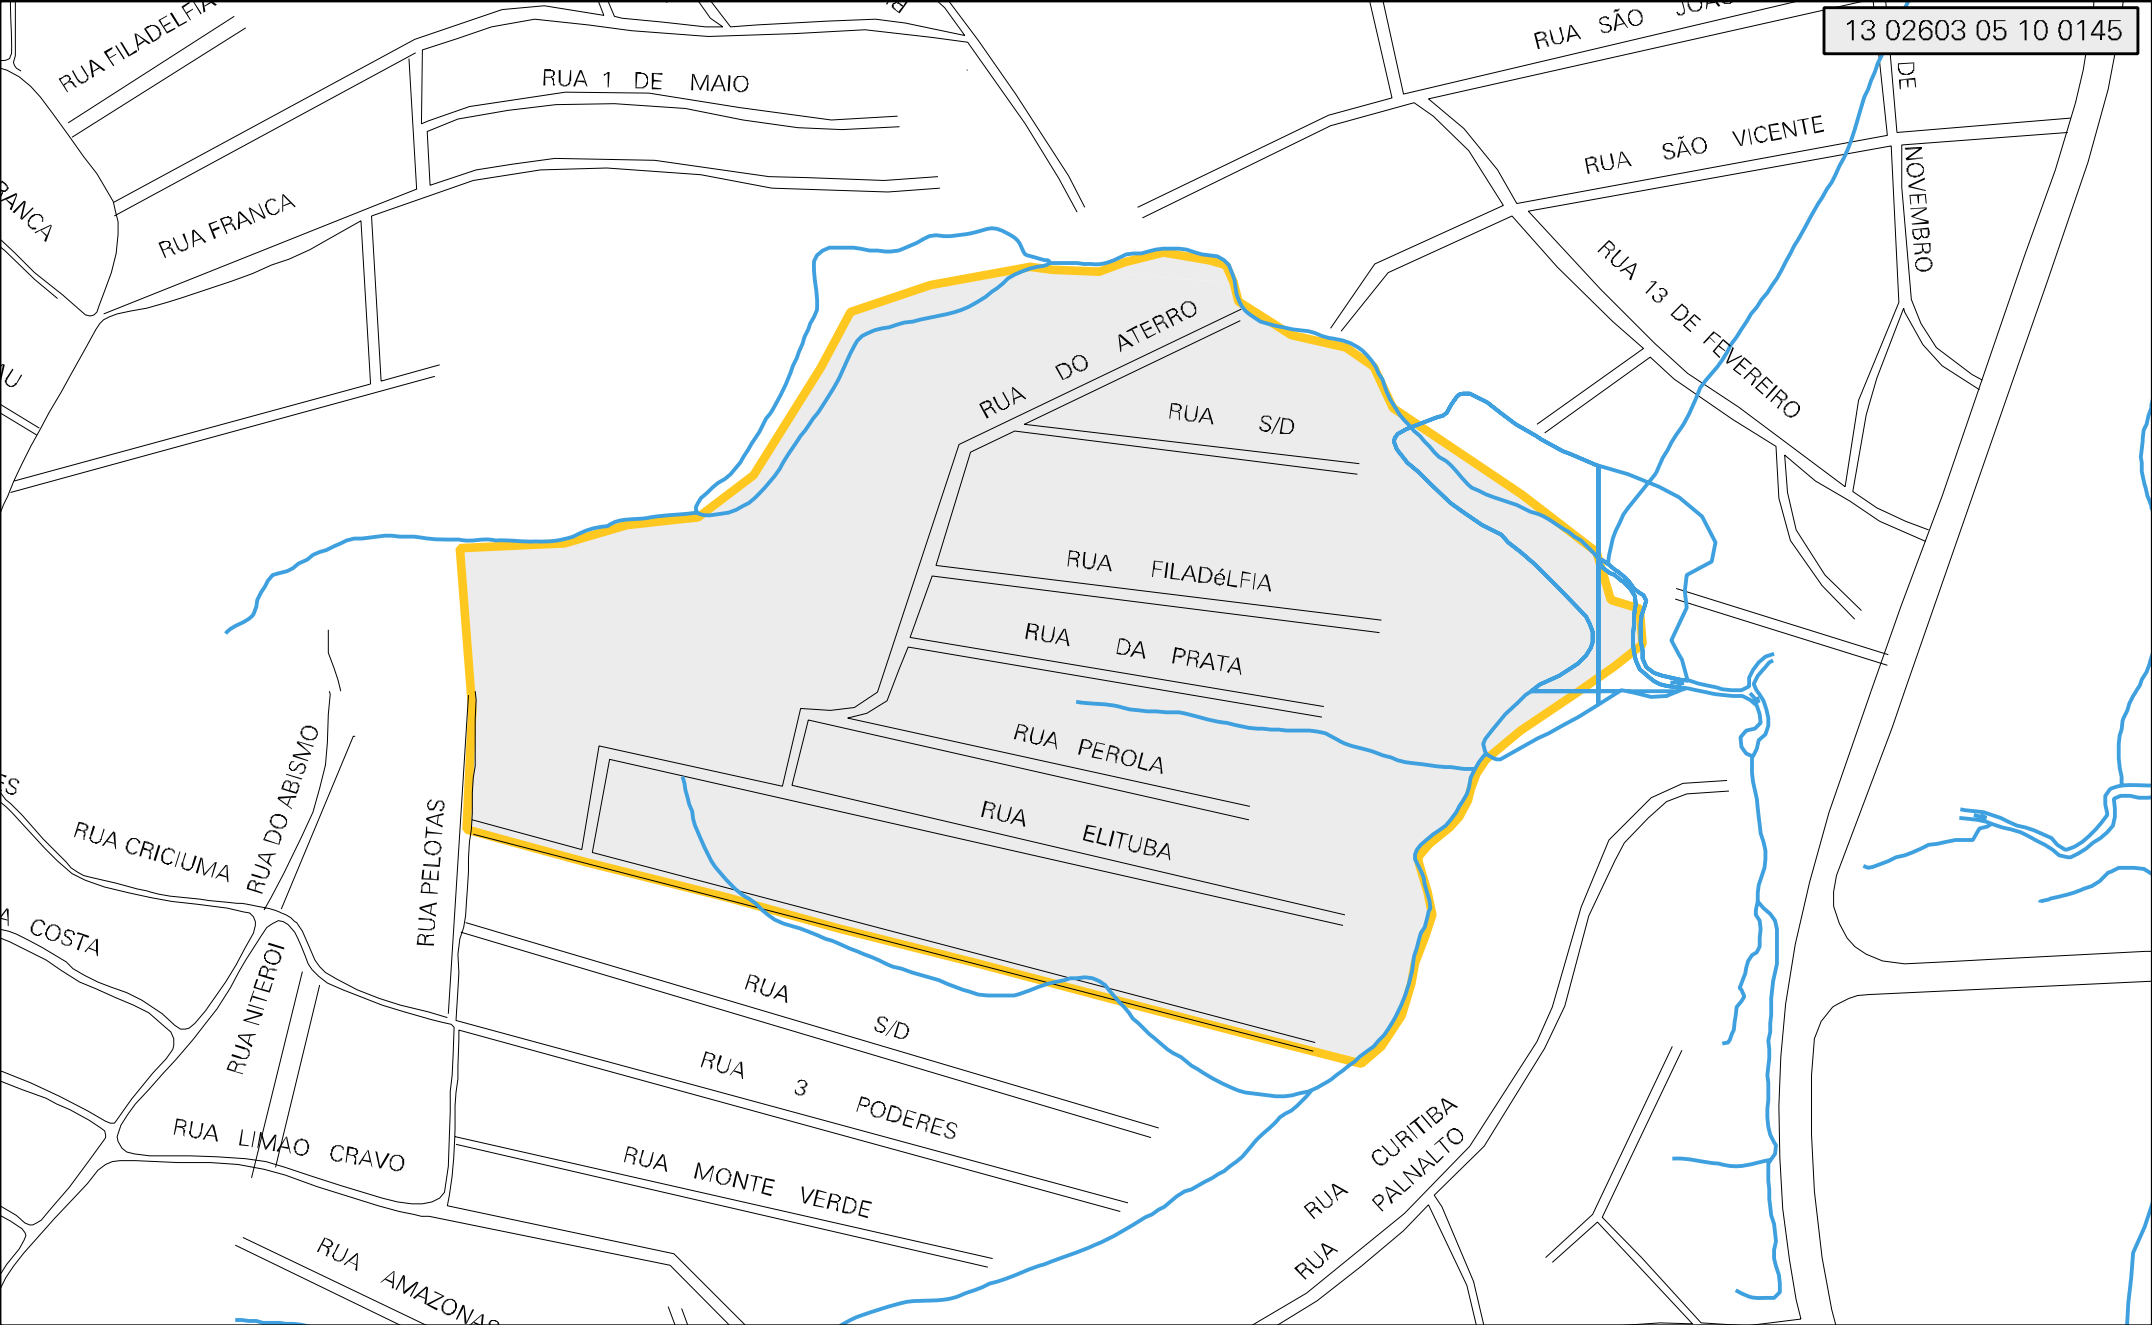 RUA FILADELFIA
RUA SÃO
13 02603 05 10 0145
RUA 1 DE MAIO
DE
RUA SÃO VICENTE
NOVEMBRO
RUA FRANCA
RUA 13 DE FEVEREIRO
RUA DO ATERRO
RUA S/D
RUA FILADéLFIA
RUA DA PRATA
RUA PEROLA
RUA DO ABISMO
RUA ELITUBA
RUA CRICIUMA
RUA PELOTAS
COSTA
RUA NITEROI
RUA S/D
RUA 3 PODERES
RUA LIMAO CRAVO
RUA MONTE VERDE
RUA CURITIBA
RUA PALNALTO
RUA AMAZONAS